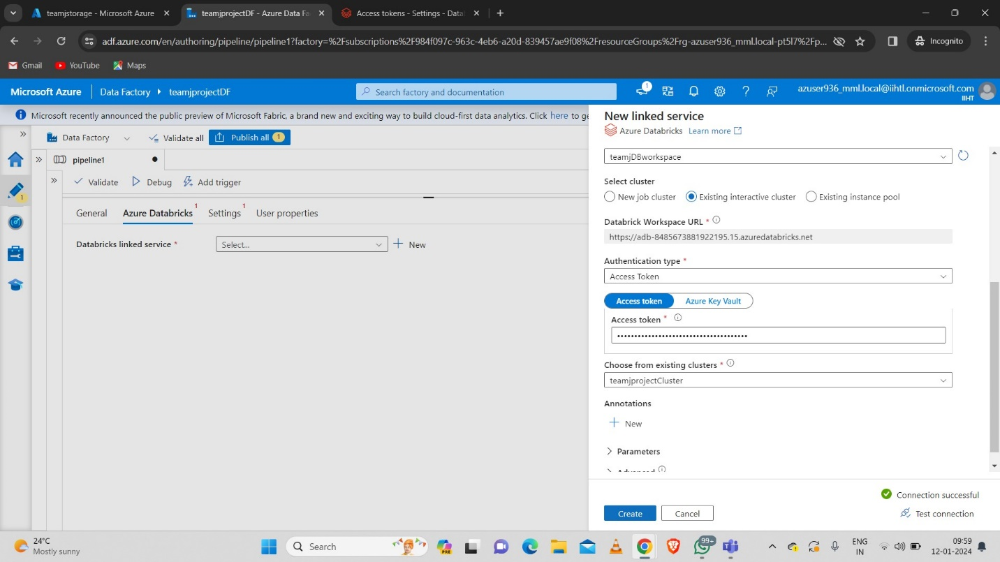 teamjstorage - Microsoft Azure
teamjprojectDF - Azure Data Fa
Access tokens - Settings - Data
adf.azure.com/en/authoring/pipeline/pipeline1?factory=%2Fsubscriptions%2F984f097c-963c-4eb6-a20d-839457ae9f08%2FresourceGroups%2Frg-azuser936_mml.local-pt5l7%2Fp...
Incognito
Gmail
YouTube
Maps
Microsoft Azure
Data Factory
teamjprojectDF
Search factory and documentation
1
azuser936_mml.local@iihtl.onmicrosoft.com
IIHT
Microsoft recently announced the public preview of Microsoft Fabric, a brand new and exciting way to build cloud-first data analytics. Click here to ge
Data Factory
Validate all
Publish all 1
1
pipeline1
Validate
Debug
Add trigger
General
Azure Databricks 1
Settings 1
User properties
Databricks linked service *
Select...
New
New linked service
Azure Databricks Learn more
teamjDBworkspace
Select cluster
New job cluster
Existing interactive cluster
Existing instance pool
Databrick Workspace URL *
https://adb-8485673881922195.15.azuredatabricks.net
Authentication type *
Access Token
Access token
Azure Key Vault
Access token *
••••••••••••••••••••••••••••••••••••••
Choose from existing clusters *
teamjprojectCluster
Annotations
New
Parameters
Advanced
Connection successful
Create
Cancel
Test connection
24°C
Mostly sunny
Search
PRE
99+
ENG
IN
09:59
12-01-2024